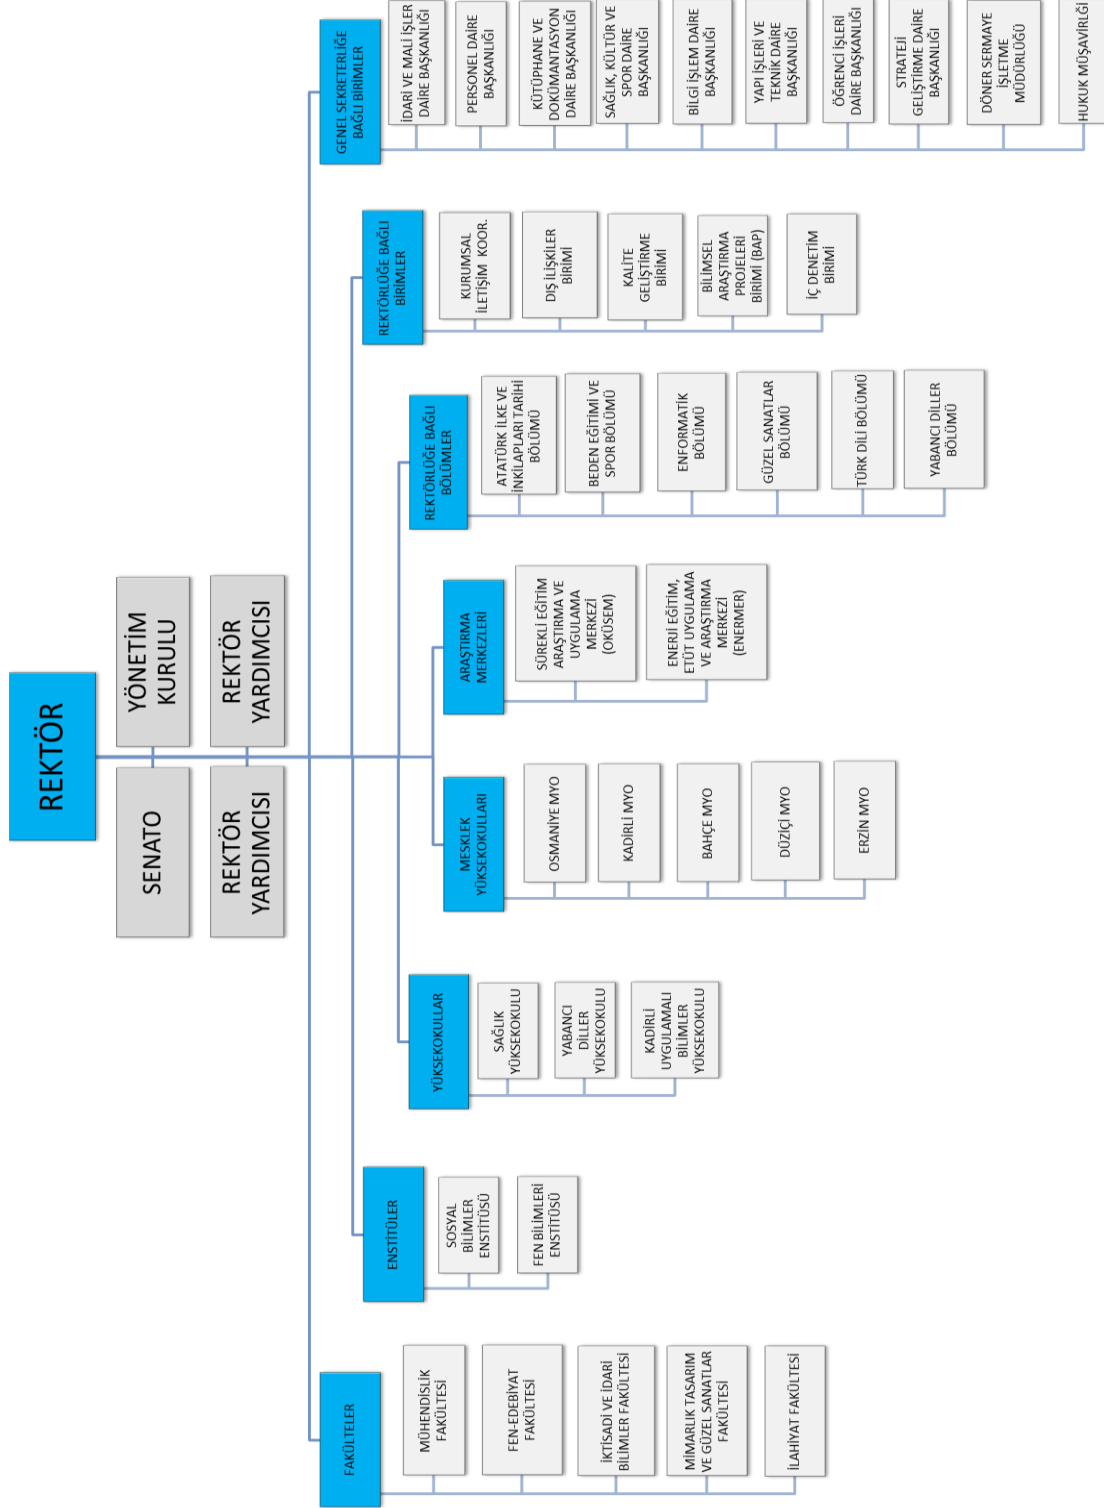 REKTÖR
SENATO
YÖNETİM
KURULU
REKTÖR
YARDIMCISI
REKTÖR
YARDIMCISI
FAKÜLTELER
MÜHENDİSLİK
FAKÜLTESİ
FEN-EDEBİYAT
FAKÜLTESİ
İKTİSADİ VE İDARİ
BİLİMLER FAKÜLTESİ
MİMARLIK TASARIM
VE GÜZEL SANATLAR
FAKÜLTESİ
İLAHİYAT FAKÜLTESİ
ENSTİTÜLER
SOSYAL
BİLİMLER
ENSTİTÜSÜ
FEN BİLİMLERİ
ENSTİTÜSÜ
YÜKSEKOKULLAR
SAĞLIK
YÜKSEKOKULU
YABANCI
DİLLER
YÜKSEKOKULU
KADİRLİ
UYGULAMALI
BİLİMLER
YÜKSEKOKULU
MESKLEK
YÜKSEKOKULLARI
OSMANİYE MYO
KADİRLİ MYO
BAHÇE MYO
DÜZİÇİ MYO
ERZİN MYO
ARAŞTIRMA
MERKEZLERİ
SÜREKLİ EĞİTİM
ARAŞTIRMA VE
UYGULAMA
MERKEZİ
(OKÜSEM)
ENERJİ EĞİTİM,
ETÜT UYGULAMA
VE ARAŞTIRMA
MERKEZİ
(ENERMER)
REKTÖRLÜĞE BAĞLI
BÖLÜMLER
ATATÜRK İLKE VE
İNKİLAPLARI TARİHİ
BÖLÜMÜ
BEDEN EĞİTİMİ VE
SPOR BÖLÜMÜ
ENFORMATİK
BÖLÜMÜ
GÜZEL SANATLAR
BÖLÜMÜ
TÜRK DİLİ BÖLÜMÜ
YABANCI DİLLER
BÖLÜMÜ
REKTÖRLÜĞE BAĞLI
BİRİMLER
KURUMSAL
İLETİŞİM KOOR.
DIŞ İLİŞKİLER
BİRİMİ
KALİTE
GELİŞTİRME
BİRİMİ
BİLİMSEL
ARAŞTIRMA
PROJELERİ
BİRİMİ (BAP)
İÇ DENETİM
BİRİMİ
GENEL SEKRETERLİĞE
BAĞLI BİRİMLER
İDARİ VE MALİ İŞLER
DAİRE BAŞKANLIĞI
PERSONEL DAİRE
BAŞKANLIĞI
KÜTÜPHANE VE
DOKÜMANTASYON
DAİRE BAŞKANLIĞI
SAĞLIK, KÜLTÜR VE
SPOR DAİRE
BAŞKANLIĞI
BİLGİ İŞLEM DAİRE
BAŞKANLIĞI
YAPI İŞLERİ VE
TEKNİK DAİRE
BAŞKANLIĞI
ÖĞRENCİ İŞLERİ
DAİRE BAŞKANLIĞI
STRATEJİ
GELİŞTİRME DAİRE
BAŞKANLIĞI
DÖNER SERMAYE
İŞLETME
MÜDÜRLÜĞÜ
HUKUK MÜŞAVİRLĞİ